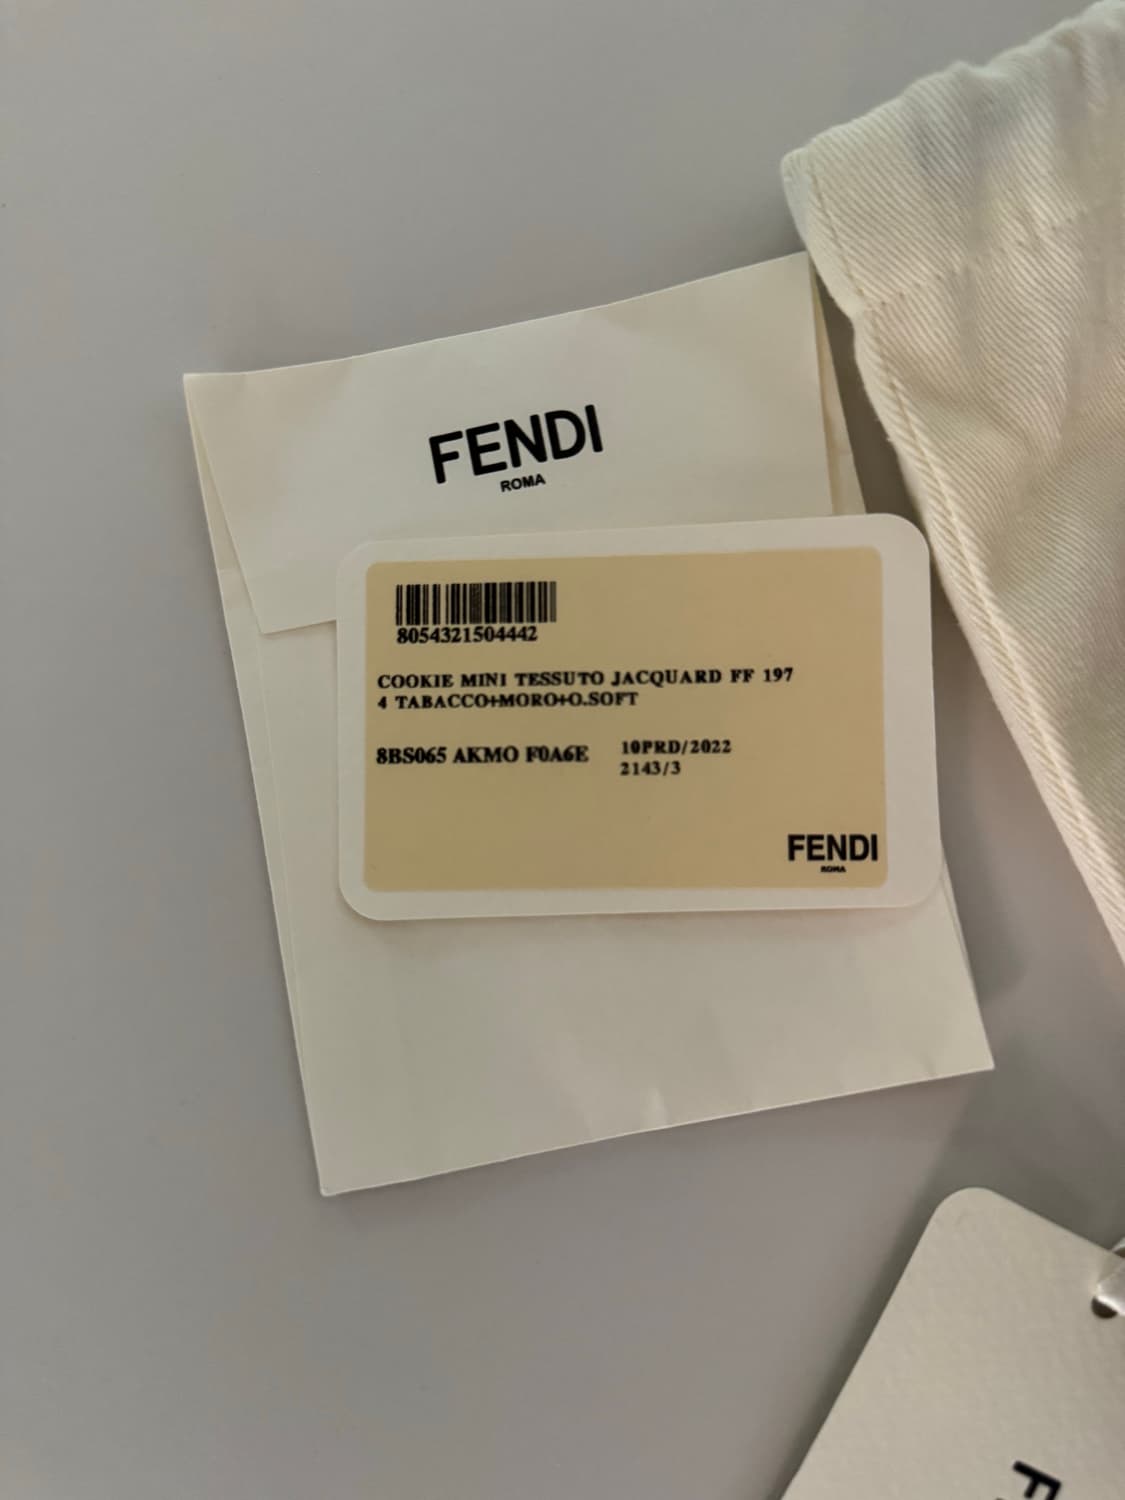 FENDI
ROMA
8054321504442
COOKIE MINI TESSUTO JACQUARD FF 197
4 TABACCO+MORO+O.SOFT
8BS065 AKMO F0A6E
10PRD/2022
2143/3
FENDI
ROMA
F